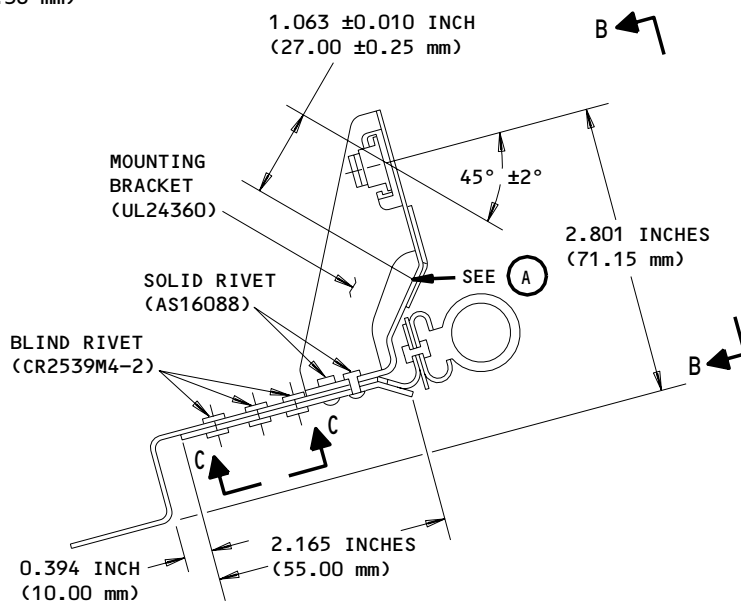 1.063 ±0.010 INCH
(27.00 ±0.25 mm)
B
MOUNTING
BRACKET
(UL24360)
45° ±2°
2.801 INCHES
(71.15 mm)
SEE A
SOLID RIVET
(AS16088)
BLIND RIVET
(CR2539M4-2)
B
C
C
2.165 INCHES
(55.00 mm)
0.394 INCH
(10.00 mm)